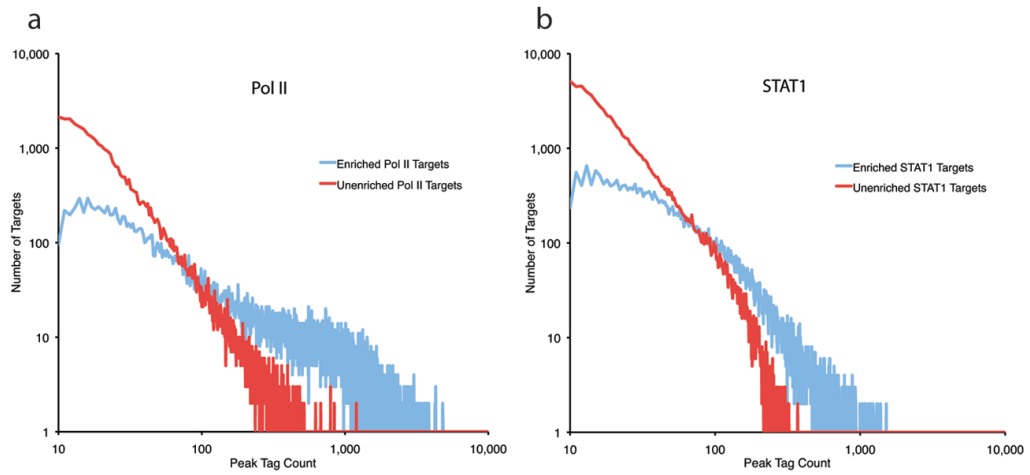 a
Pol II
10,000
1,000
100
10
1
Number of Targets
Enriched Pol II Targets
Unenriched Pol II Targets
10
100
1,000
10,000
Peak Tag Count
b
STAT1
10,000
1,000
100
10
1
Number of Targets
Enriched STAT1 Targets
Unenriched STAT1 Targets
10
100
1,000
10,000
Peak Tag Count